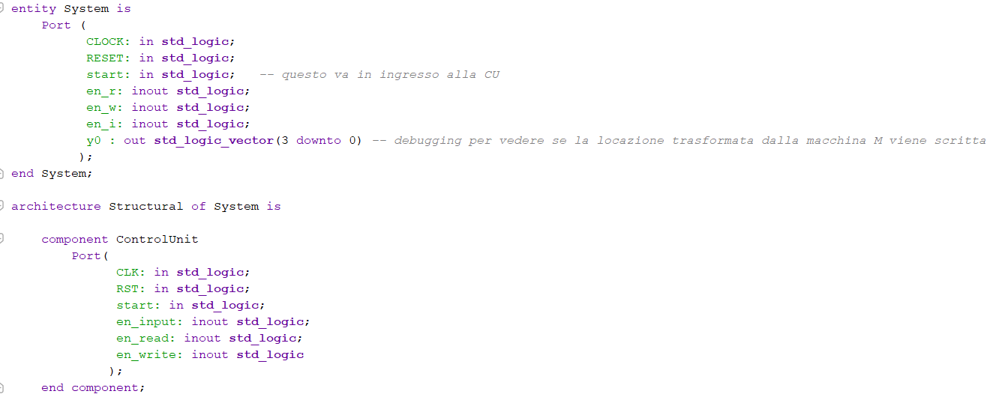 entity System is
    Port (
          CLOCK: in std_logic;
          RESET: in std_logic;
          start: in std_logic;   -- questo va in ingresso alla CU
          en_r: inout std_logic;
          en_w: inout std_logic;
          en_i: inout std_logic;
          y0 : out std_logic_vector(3 downto 0) -- debugging per vedere se la locazione trasformata dalla macchina M viene scritta
         );
end System;

architecture Structural of System is

    component ControlUnit
        Port(
              CLK: in std_logic;
              RST: in std_logic;
              start: in std_logic;
              en_input: inout std_logic;
              en_read: inout std_logic;
              en_write: inout std_logic
             );
    end component;